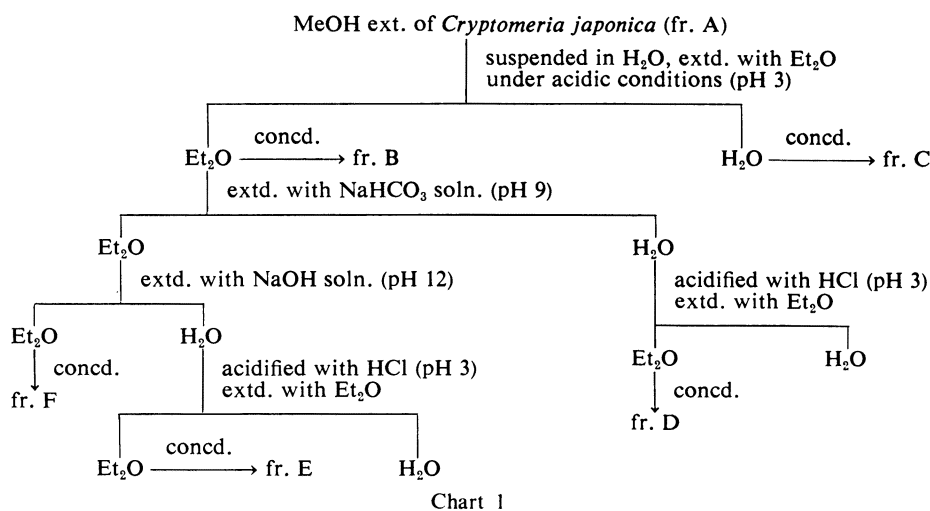 MeOH ext. of Cryptomeria japonica (fr. A)
suspended in H₂O, extd. with Et₂O
under acidic conditions (pH 3)
Et₂O concd. fr. B
H₂O concd. fr. C
extd. with NaHCO₃ soln. (pH 9)
Et₂O
H₂O
extd. with NaOH soln. (pH 12)
acidified with HCl (pH 3)
extd. with Et₂O
Et₂O
H₂O
Et₂O
H₂O
concd.
fr. F
acidified with HCl (pH 3)
extd. with Et₂O
concd.
fr. D
Et₂O concd. fr. E
H₂O
Chart 1